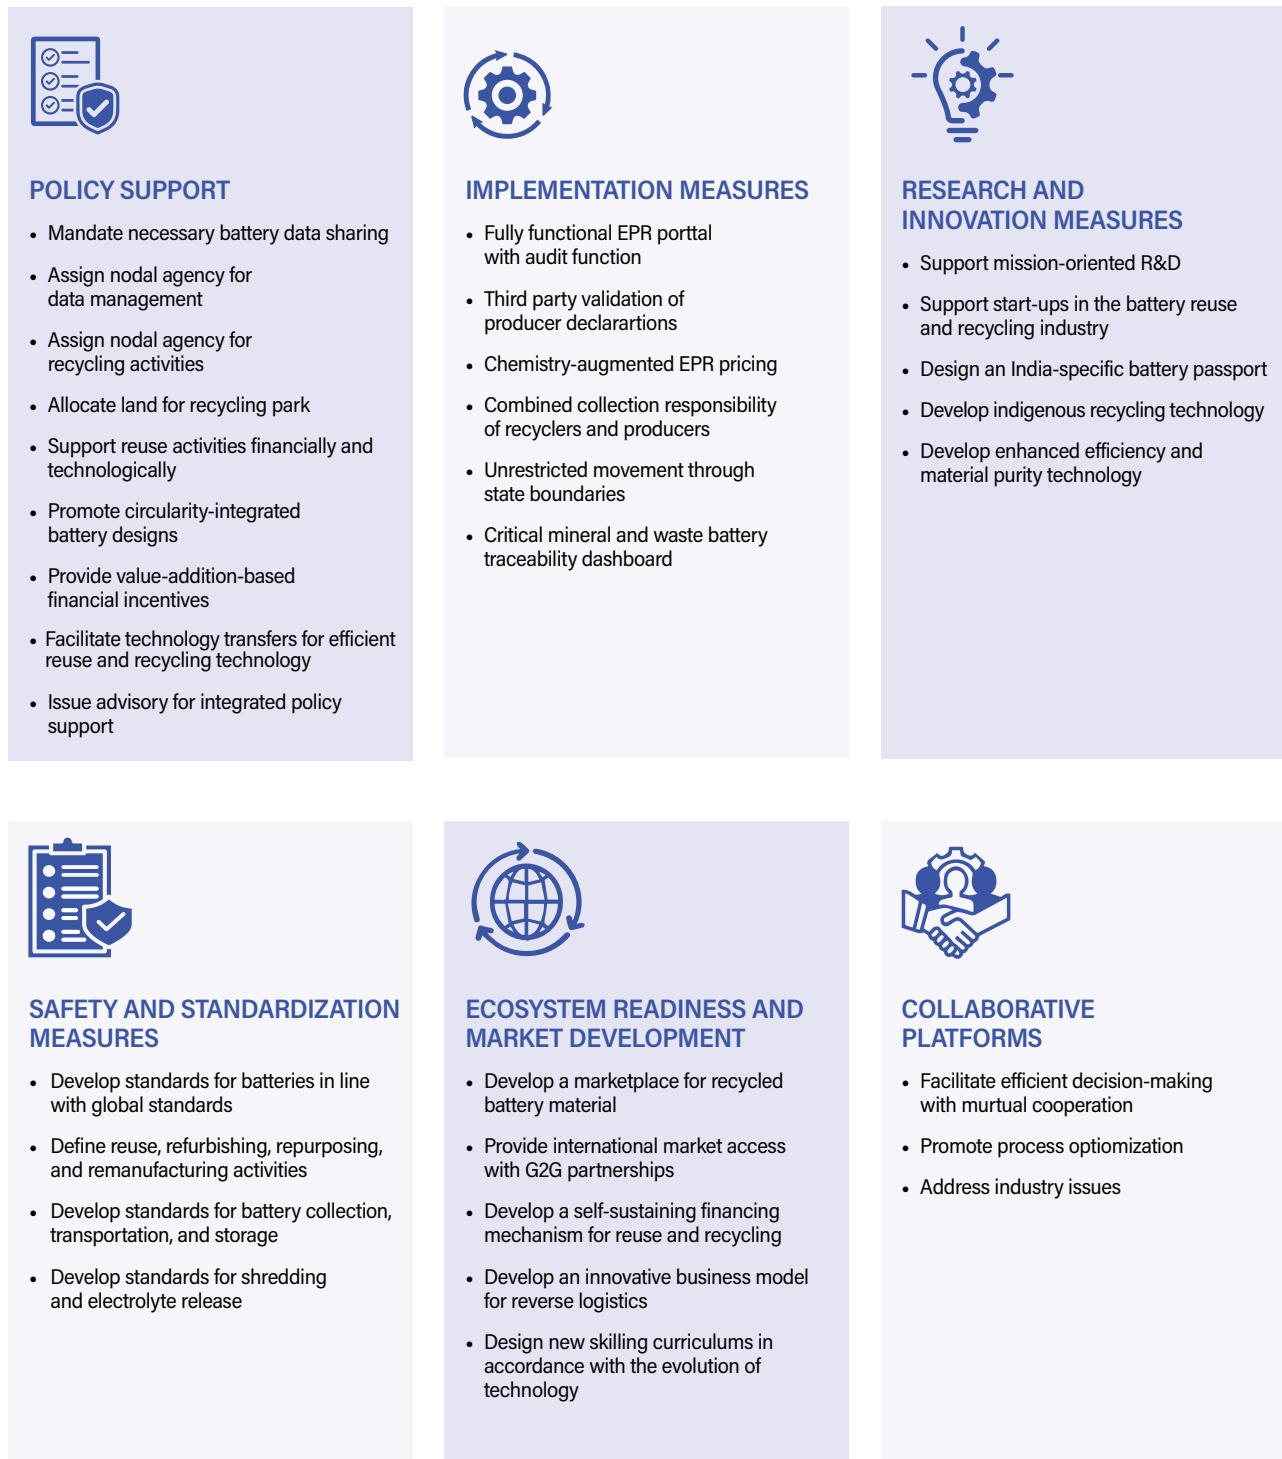 POLICY SUPPORT
• Mandate necessary battery data sharing
• Assign nodal agency for
data management
• Assign nodal agency for
recycling activities
• Allocate land for recycling park
• Support reuse activities financially and
technologically
• Promote circularity-integrated
battery designs
• Provide value-addition-based
financial incentives
• Facilitate technology transfers for efficient
reuse and recycling technology
• Issue advisory for integrated policy
support
IMPLEMENTATION MEASURES
• Fully functional EPR porttal
with audit function
• Third party validation of
producer declarartions
• Chemistry-augmented EPR pricing
• Combined collection responsibility
of recyclers and producers
• Unrestricted movement through
state boundaries
• Critical mineral and waste battery
traceability dashboard
RESEARCH AND
INNOVATION MEASURES
• Support mission-oriented R&D
• Support start-ups in the battery reuse
and recycling industry
• Design an India-specific battery passport
• Develop indigenous recycling technology
• Develop enhanced efficiency and
material purity technology
SAFETY AND STANDARDIZATION
MEASURES
• Develop standards for batteries in line
with global standards
• Define reuse, refurbishing, repurposing,
and remanufacturing activities
• Develop standards for battery collection,
transportation, and storage
• Develop standards for shredding
and electrolyte release
ECOSYSTEM READINESS AND
MARKET DEVELOPMENT
• Develop a marketplace for recycled
battery material
• Provide international market access
with G2G partnerships
• Develop a self-sustaining financing
mechanism for reuse and recycling
• Develop an innovative business model
for reverse logistics
• Design new skilling curriculums in
accordance with the evolution of
technology
COLLABORATIVE
PLATFORMS
• Facilitate efficient decision-making
with murtual cooperation
• Promote process optiomization
• Address industry issues